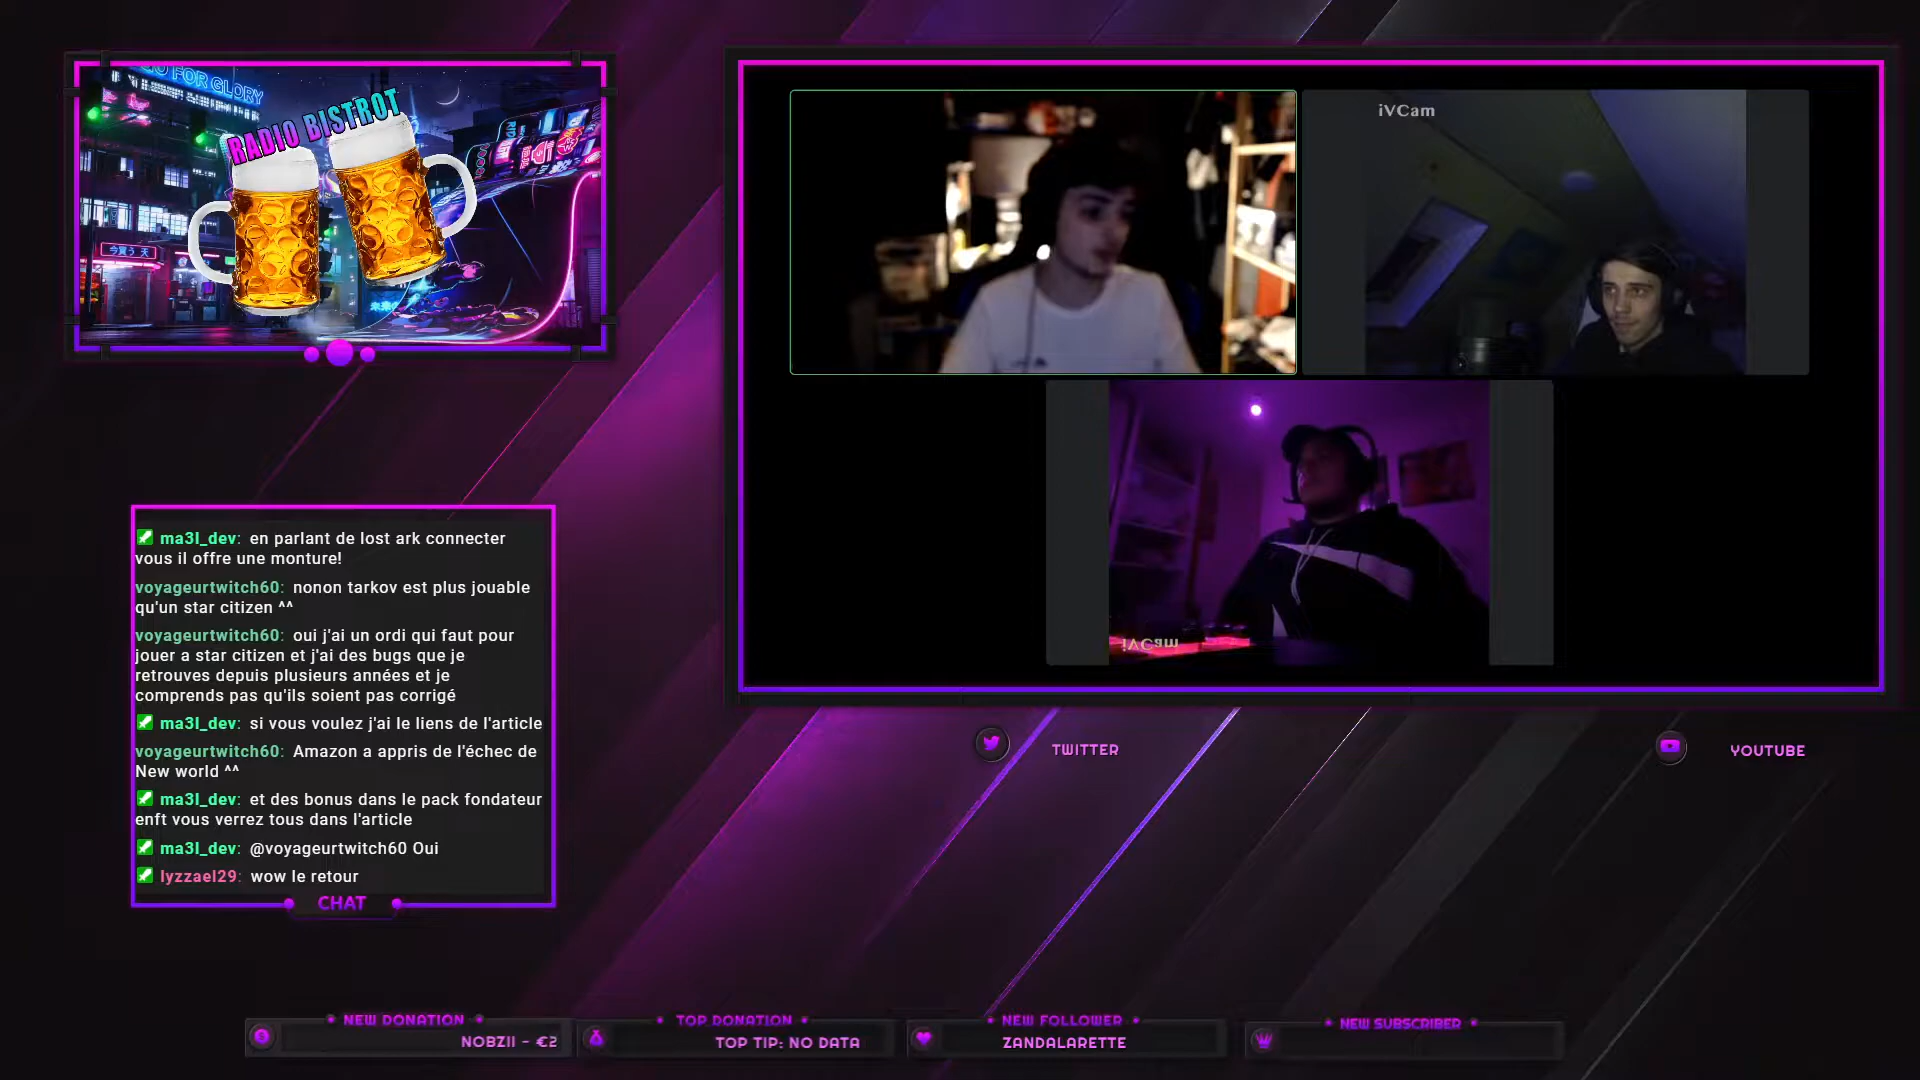 FOR GLORY
RADIO BISTROT
iVCam
iVCam
ma3l_dev: en parlant de lost ark connecter
vous il offre une monture!
voyageurtwitch60: nonon tarkov est plus jouable
qu'un star citizen ^^
voyageurtwitch60: oui j'ai un ordi qui faut pour
jouer a star citizen et j'ai des bugs que je
retrouves depuis plusieurs années et je
comprends pas qu'ils soient pas corrigé
ma3l_dev: si vous voulez j'ai le liens de l'article
voyageurtwitch60: Amazon a appris de l'échec de
New world ^^
ma3l_dev: et des bonus dans le pack fondateur
enft vous verrez tous dans l'article
ma3l_dev: @voyageurtwitch60 Oui
lyzzael29: wow le retour
CHAT
TWITTER
YOUTUBE
NEW DONATION
NOBZII - €2
TOP DONATION
TOP TIP: NO DATA
NEW FOLLOWER
ZANDALARETTE
NEW SUBSCRIBER